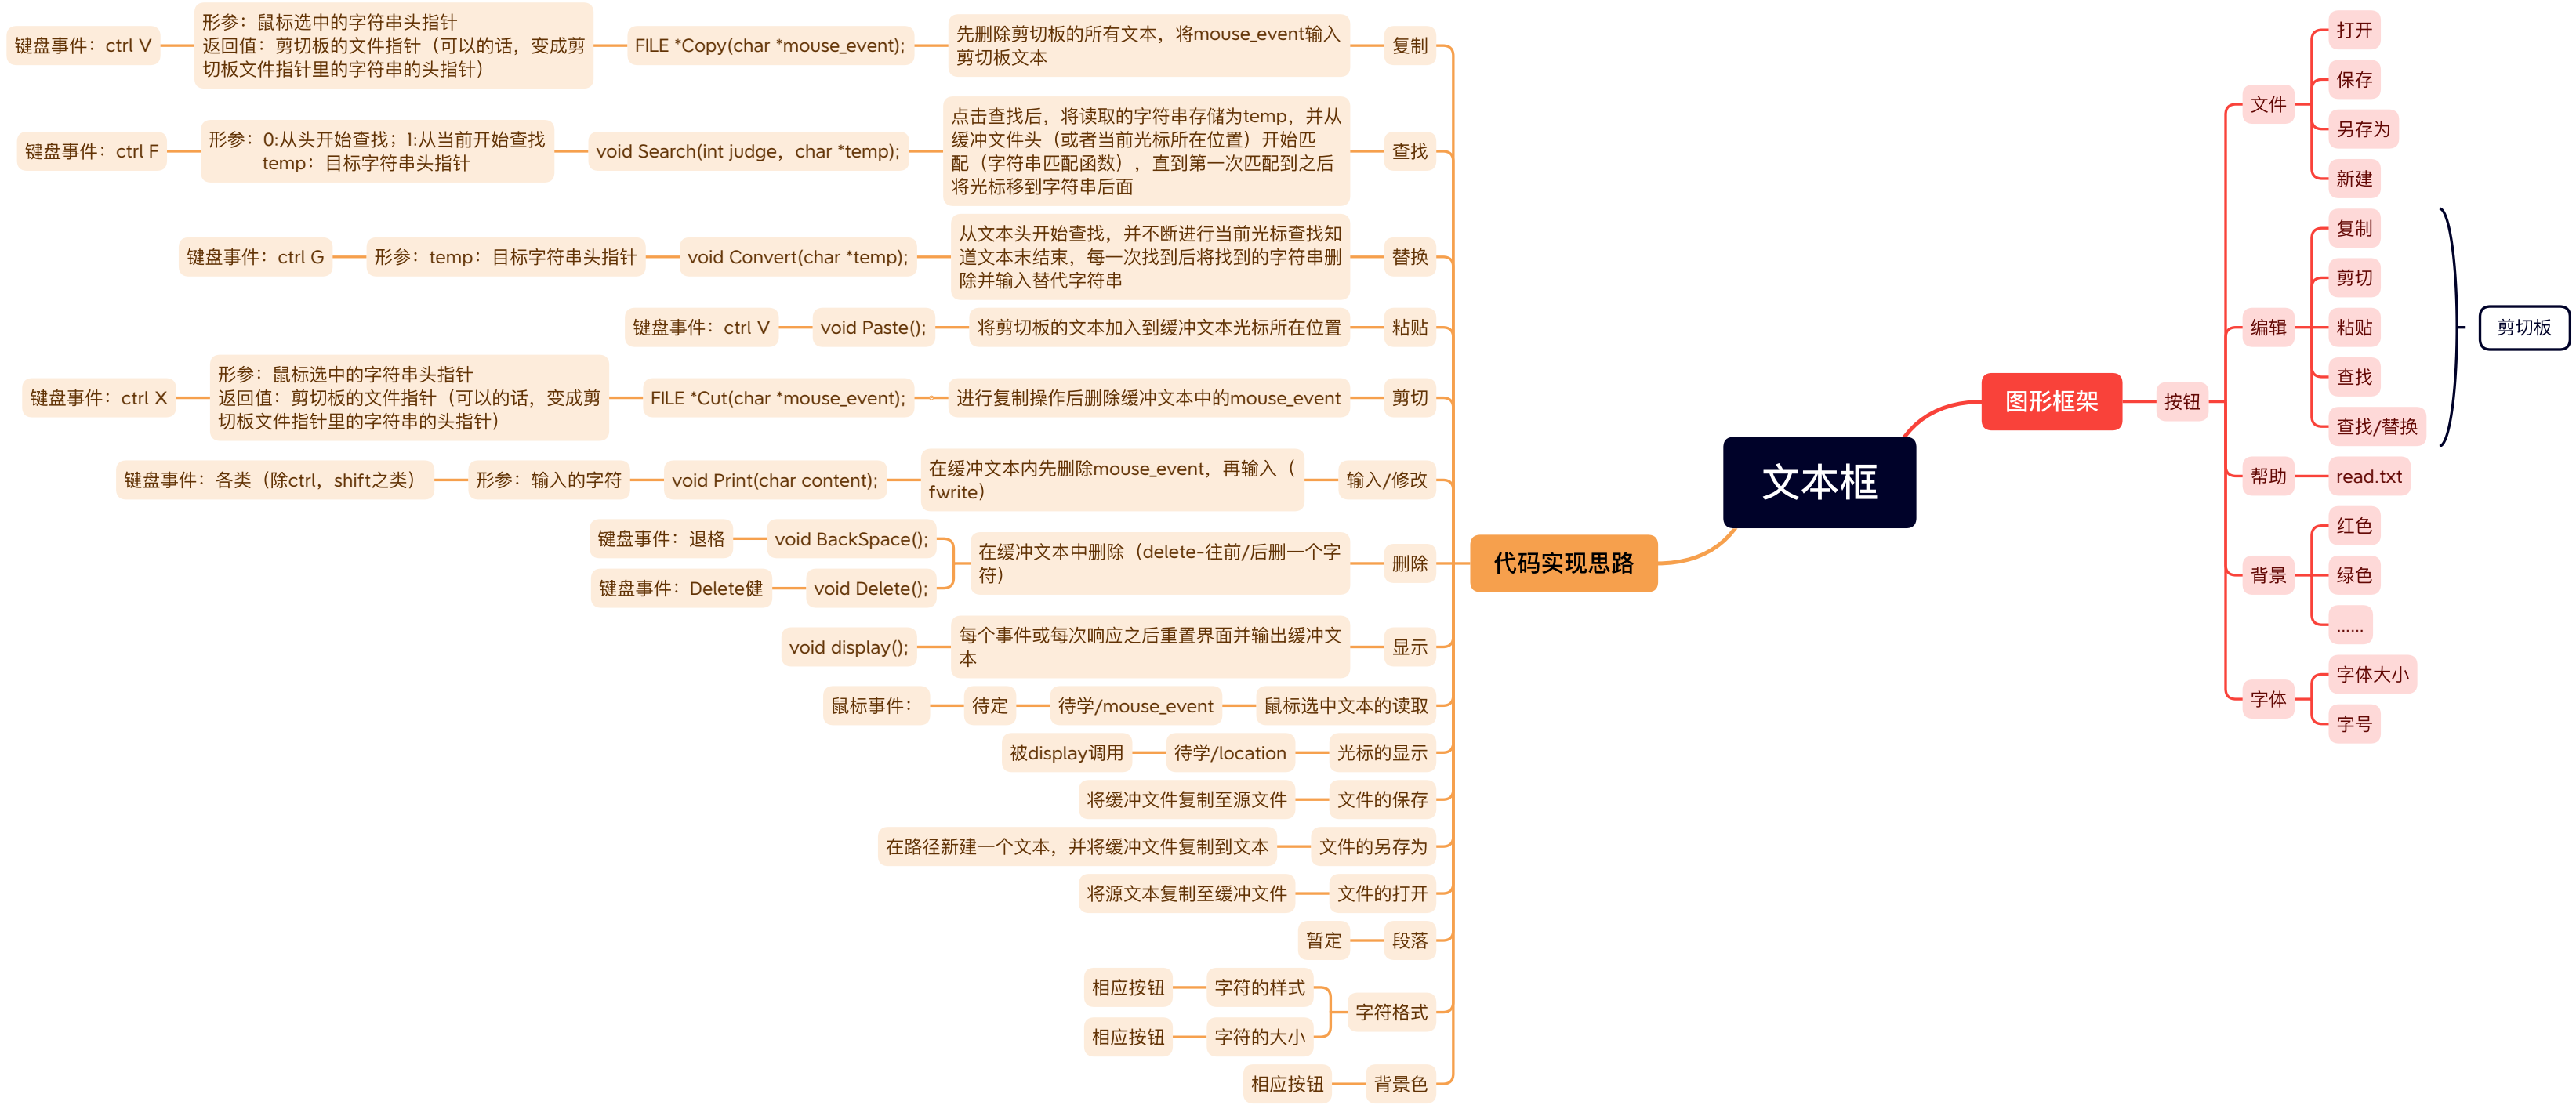 文本框
图形框架
按钮
文件
打开
保存
另存为
新建
编辑
复制
剪切
粘贴
查找
查找/替换
剪切板
帮助
read.txt
背景
红色
绿色
......
字体
字体大小
字号
代码实现思路
复制
先删除剪切板的所有文本，将mouse_event输入
剪切板文本
FILE *Copy(char *mouse_event);
形参：鼠标选中的字符串头指针
返回值：剪切板的文件指针（可以的话，变成剪
切板文件指针里的字符串的头指针）
键盘事件：ctrl V
查找
点击查找后，将读取的字符串存储为temp，并从
缓冲文件头（或者当前光标所在位置）开始匹
配（字符串匹配函数），直到第一次匹配到之后
将光标移到字符串后面
void Search(int judge，char *temp);
形参：0:从头开始查找；1:从当前开始查找
temp：目标字符串头指针
键盘事件：ctrl F
替换
从文本头开始查找，并不断进行当前光标查找知
道文本末结束，每一次找到后将找到的字符串删
除并输入替代字符串
void Convert(char *temp);
形参：temp：目标字符串头指针
键盘事件：ctrl G
粘贴
将剪切板的文本加入到缓冲文本光标所在位置
void Paste();
键盘事件：ctrl V
剪切
进行复制操作后删除缓冲文本中的mouse_event
FILE *Cut(char *mouse_event);
形参：鼠标选中的字符串头指针
返回值：剪切板的文件指针（可以的话，变成剪
切板文件指针里的字符串的头指针）
键盘事件：ctrl X
输入/修改
在缓冲文本内先删除mouse_event，再输入（
fwrite）
void Print(char content);
形参：输入的字符
键盘事件：各类（除ctrl，shift之类）
删除
在缓冲文本中删除（delete-往前/后删一个字
符）
void BackSpace();
键盘事件：退格
void Delete();
键盘事件：Delete健
显示
每个事件或每次响应之后重置界面并输出缓冲文
本
void display();
鼠标选中文本的读取
待学/mouse_event
待定
鼠标事件：
光标的显示
待学/location
被display调用
文件的保存
将缓冲文件复制至源文件
文件的另存为
在路径新建一个文本，并将缓冲文件复制到文本
文件的打开
将源文本复制至缓冲文件
段落
暂定
字符格式
字符的样式
相应按钮
字符的大小
相应按钮
背景色
相应按钮